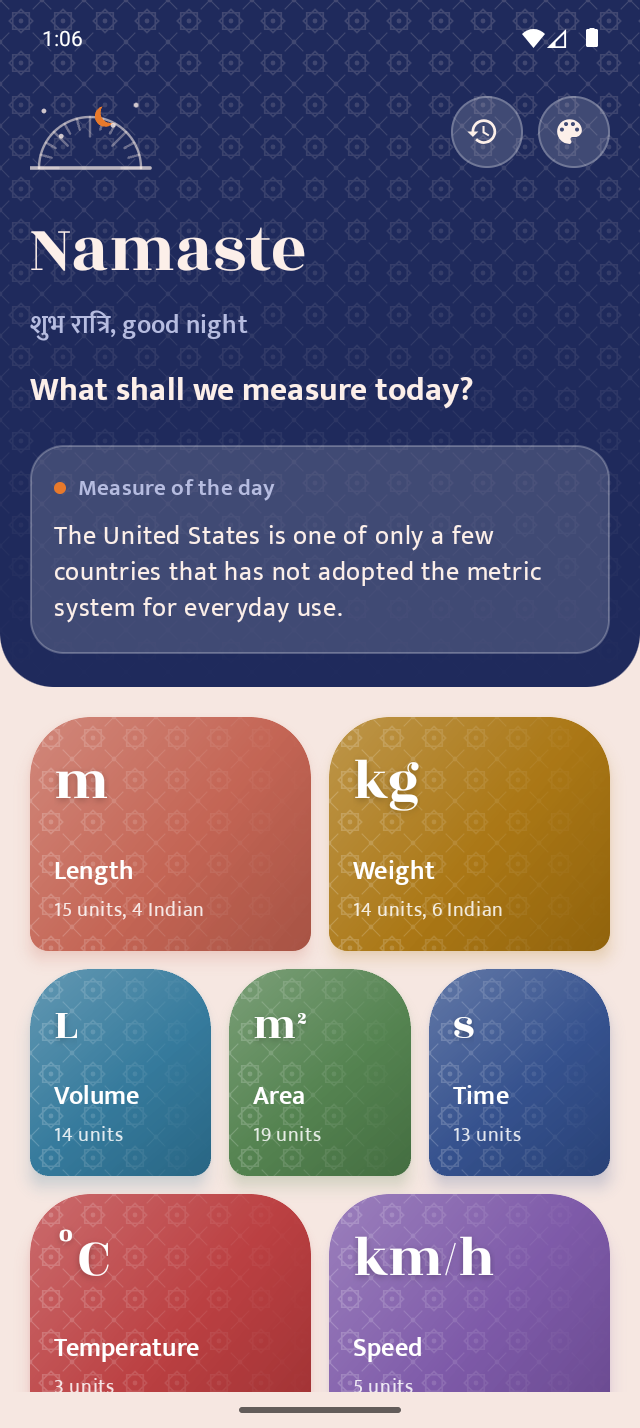 1:06
Namaste
शुभ रात्रि, good night
What shall we measure today?
Measure of the day
The United States is one of only a few
countries that has not adopted the metric
system for everyday use.
m
Length
15 units, 4 Indian
kg
Weight
14 units, 6 Indian
L
Volume
14 units
m²
Area
19 units
s
Time
13 units
°C
Temperature
3 units
km/h
Speed
5 units